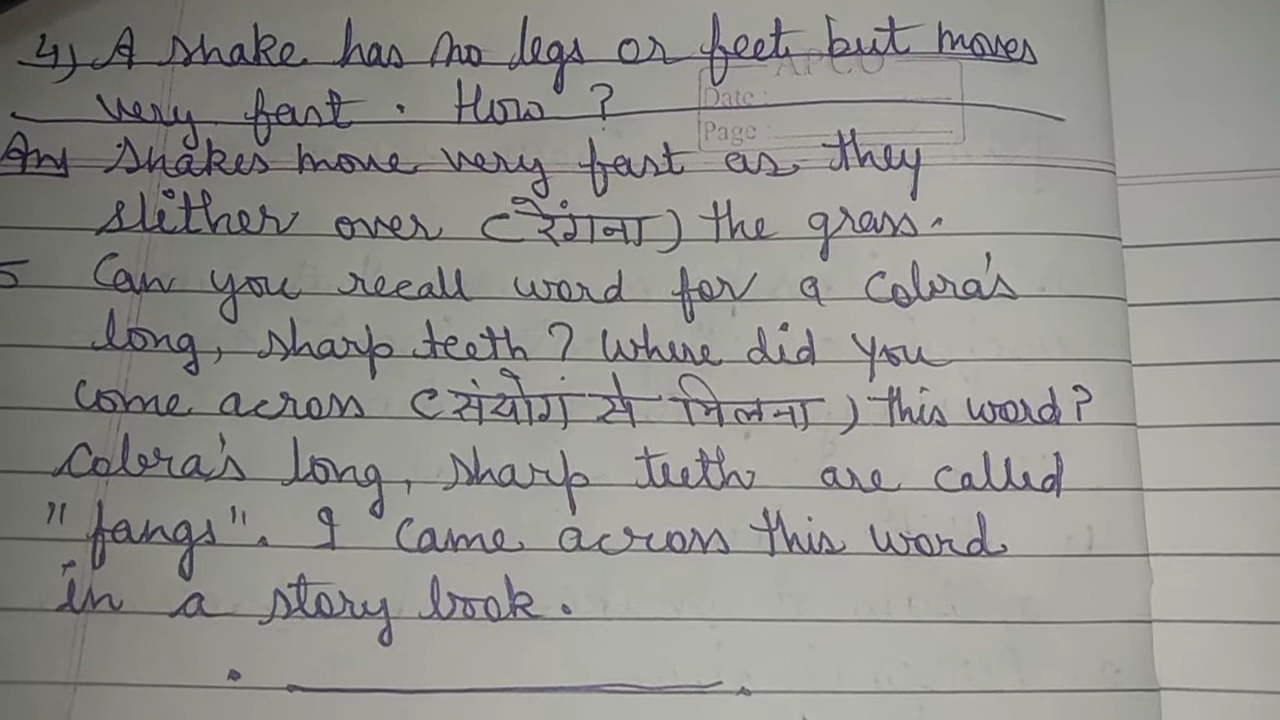 4) A snake has no legs or feet but moves
very fast. How?
Date :
Page :
Ans Snakes move very fast as they
slither over (रेंगना) the grass.
5 Can you recall word for a Cobra's
long, sharp teeth? Where did you
come across (संयोग से मिलना) this word?
Cobra's long, sharp teeth are called
"fangs". I came across this word
in a story book.